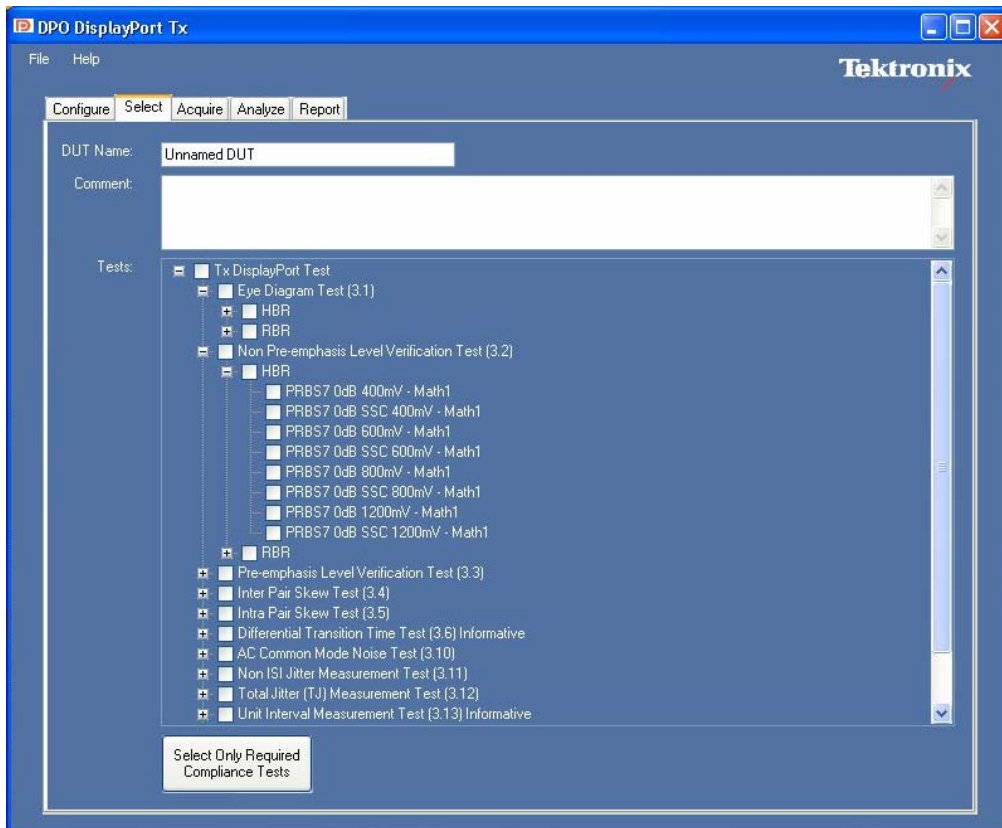 DPO DisplayPort Tx
File Help
Tektronix
Configure Select Acquire Analyze Report
DUT Name: Unnamed DUT
Comment:
Tests:
Tx DisplayPort Test
Eye Diagram Test (3.1)
HBR
RBR
Non Pre-emphasis Level Verification Test (3.2)
HBR
PRBS7 0dB 400mV - Math1
PRBS7 0dB SSC 400mV - Math1
PRBS7 0dB 600mV - Math1
PRBS7 0dB SSC 600mV - Math1
PRBS7 0dB 800mV - Math1
PRBS7 0dB SSC 800mV - Math1
PRBS7 0dB 1200mV - Math1
PRBS7 0dB SSC 1200mV - Math1
RBR
Pre-emphasis Level Verification Test (3.3)
Inter Pair Skew Test (3.4)
Intra Pair Skew Test (3.5)
Differential Transition Time Test (3.6) Informative
AC Common Mode Noise Test (3.10)
Non ISI Jitter Measurement Test (3.11)
Total Jitter (TJ) Measurement Test (3.12)
Unit Interval Measurement Test (3.13) Informative
Select Only Required
Compliance Tests